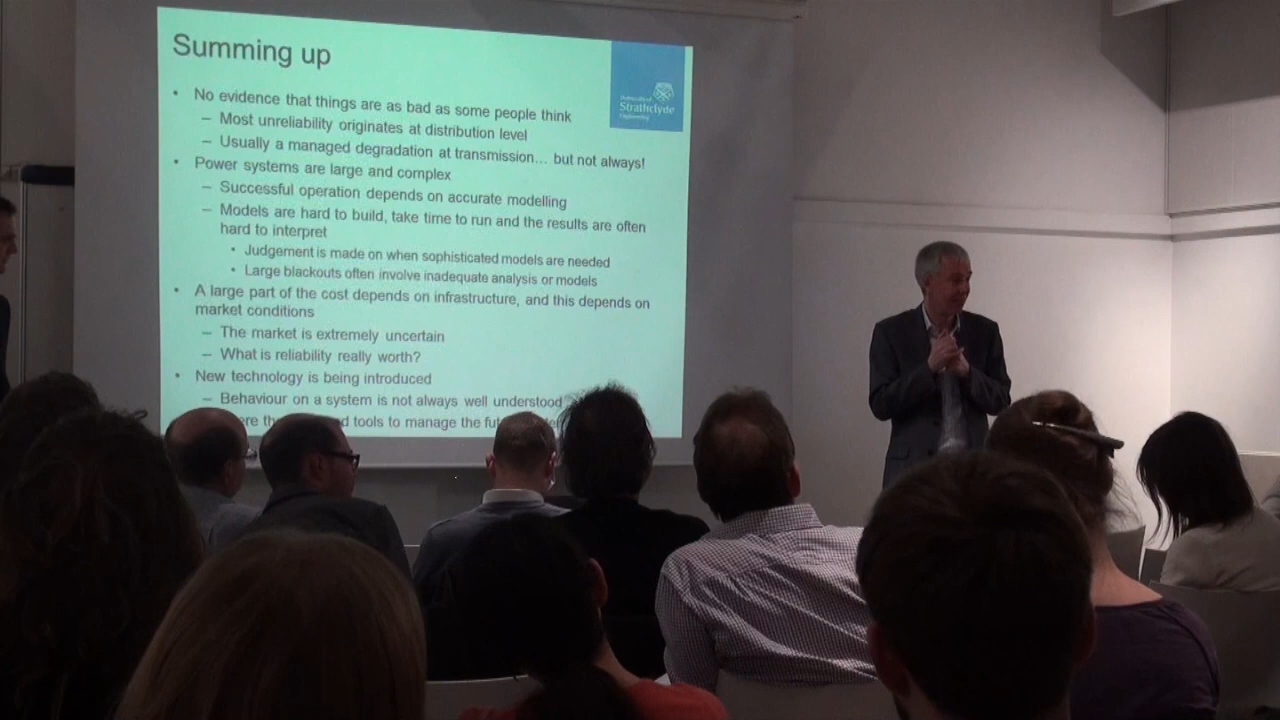 Summing up
University of
Strathclyde
Engineering
• No evidence that things are as bad as some people think
– Most unreliability originates at distribution level
– Usually a managed degradation at transmission… but not always!
• Power systems are large and complex
– Successful operation depends on accurate modelling
– Models are hard to build, take time to run and the results are often
hard to interpret
• Judgement is made on when sophisticated models are needed
• Large blackouts often involve inadequate analysis or models
• A large part of the cost depends on infrastructure, and this depends on
market conditions
– The market is extremely uncertain
– What is reliability really worth?
• New technology is being introduced
– Behaviour on a system is not always well understood
tools to manage the